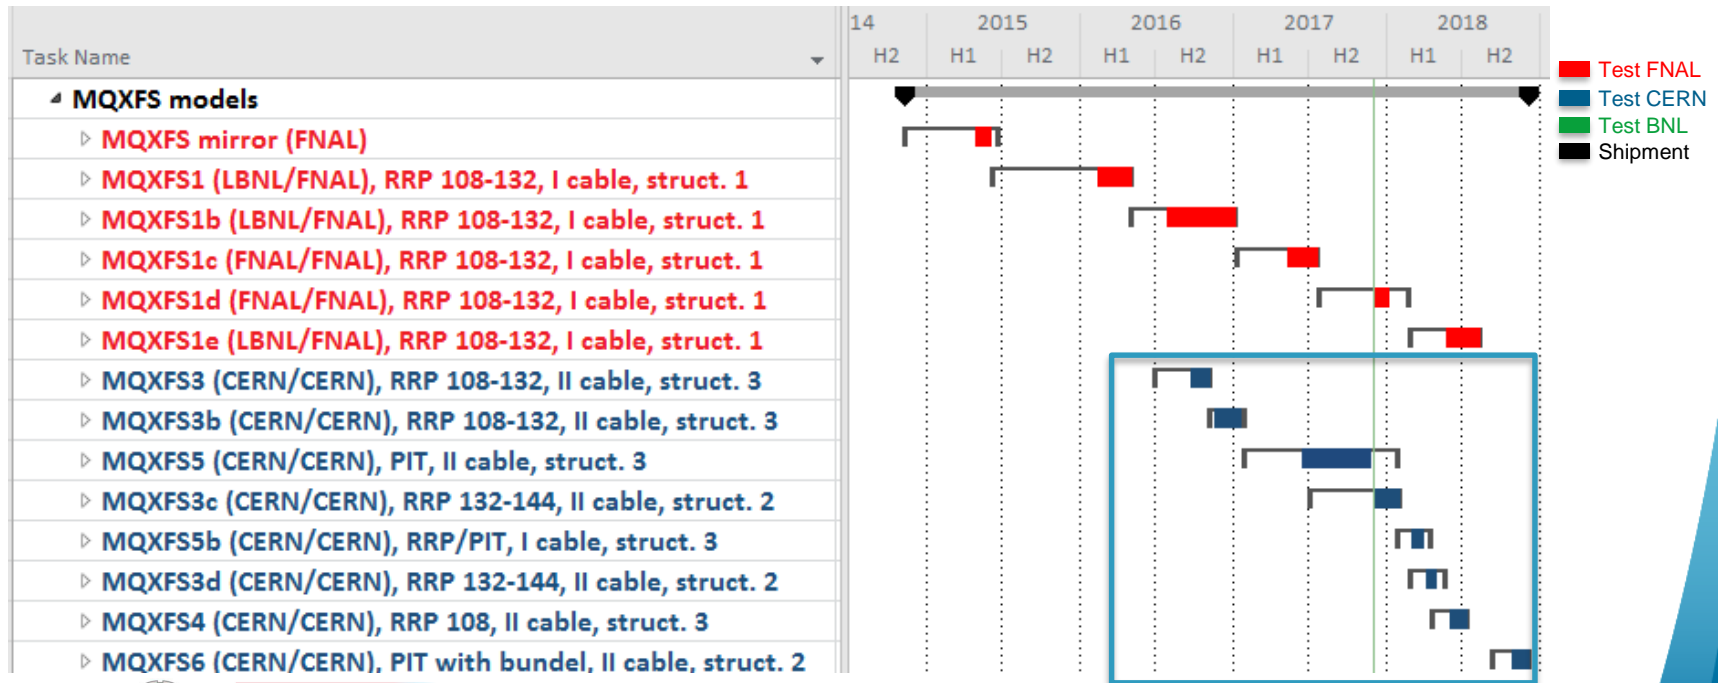 14 2015 2016 2017 2018
Task Name H2 H1 H2 H1 H2 H1 H2 H1 H2
MQXFS models
MQXFS mirror (FNAL)
MQXFS1 (LBNL/FNAL), RRP 108-132, I cable, struct. 1
MQXFS1b (LBNL/FNAL), RRP 108-132, I cable, struct. 1
MQXFS1c (FNAL/FNAL), RRP 108-132, I cable, struct. 1
MQXFS1d (FNAL/FNAL), RRP 108-132, I cable, struct. 1
MQXFS1e (LBNL/FNAL), RRP 108-132, I cable, struct. 1
MQXFS3 (CERN/CERN), RRP 108-132, II cable, struct. 3
MQXFS3b (CERN/CERN), RRP 108-132, II cable, struct. 3
MQXFS5 (CERN/CERN), PIT, II cable, struct. 3
MQXFS3c (CERN/CERN), RRP 132-144, II cable, struct. 2
MQXFS5b (CERN/CERN), RRP/PIT, I cable, struct. 3
MQXFS3d (CERN/CERN), RRP 132-144, II cable, struct. 2
MQXFS4 (CERN/CERN), RRP 108, II cable, struct. 3
MQXFS6 (CERN/CERN), PIT with bundel, II cable, struct. 2
Test FNAL
Test CERN
Test BNL
Shipment